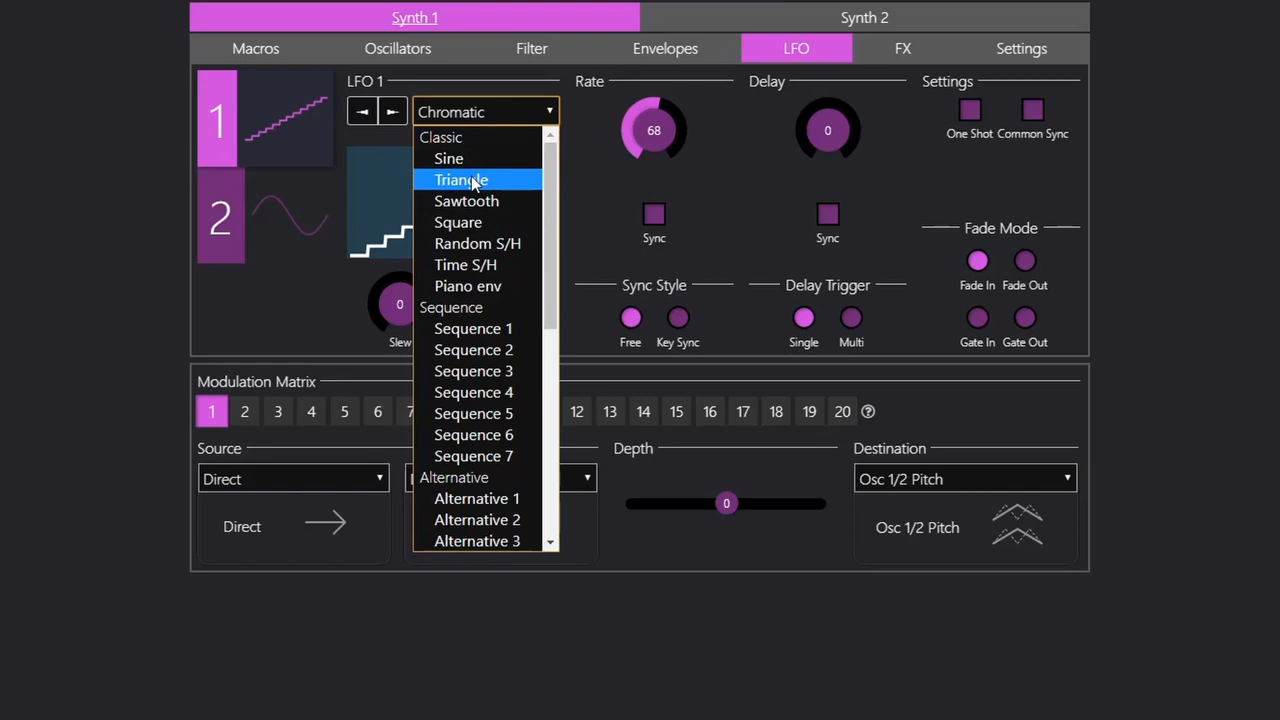 Synth 1 Synth 2
Macros Oscillators Filter Envelopes LFO FX Settings
1
2
LFO 1
◄ ► Chromatic
Classic
Sine
Triangle
Sawtooth
Square
Random S/H
Time S/H
Piano env
Sequence
Sequence 1
Sequence 2
Sequence 3
Sequence 4
Sequence 5
Sequence 6
Sequence 7
Alternative
Alternative 1
Alternative 2
Alternative 3
0
Slew
Rate
68
Sync
Sync Style
Free Key Sync
Delay
0
Sync
Delay Trigger
Single Multi
Settings
One Shot Common Sync
Fade Mode
Fade In Fade Out
Gate In Gate Out
Modulation Matrix
1 2 3 4 5 6 7 12 13 14 15 16 17 18 19 20 ?
Source
Direct
Direct
Depth
0
Destination
Osc 1/2 Pitch
Osc 1/2 Pitch